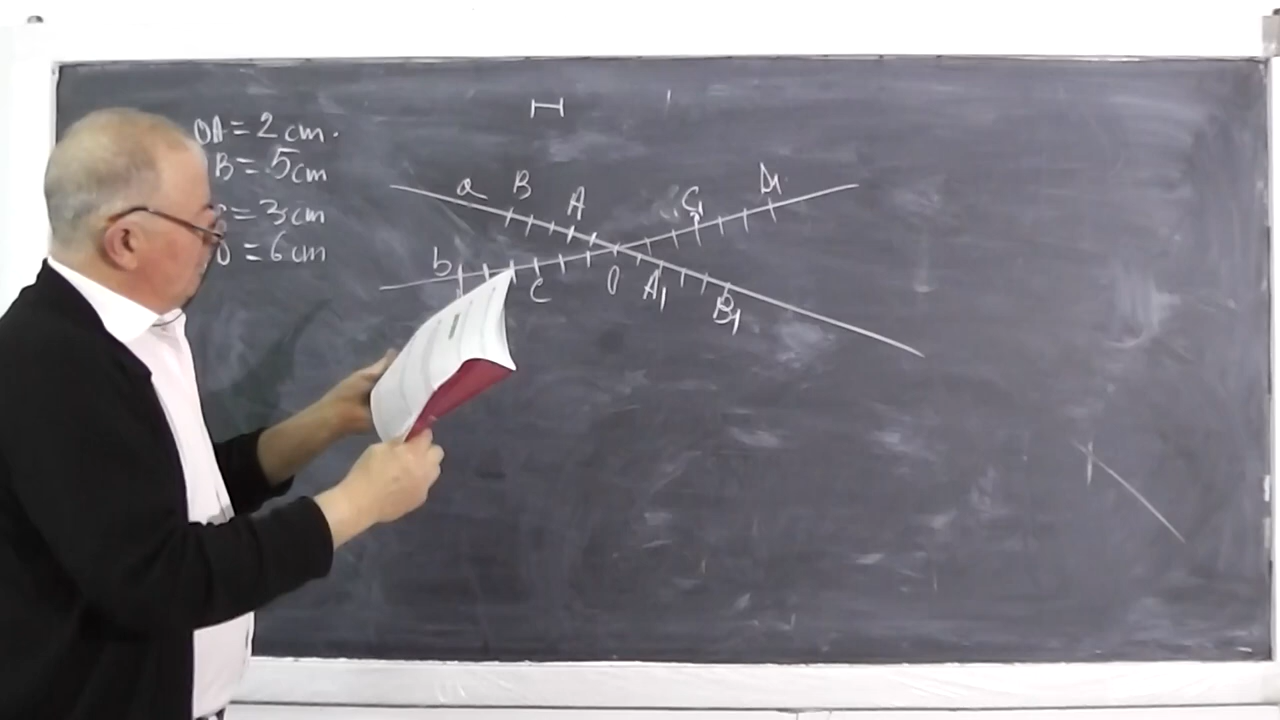 OA = 2 cm.
B = 5 cm
= 3 cm
= 6 cm
a B A C₁ D₁
b C O A₁ B₁